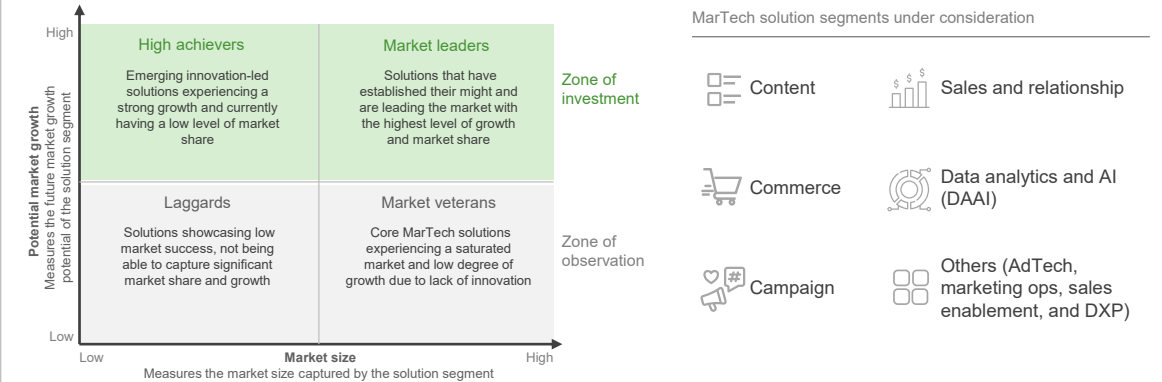 High
Potential market growth
Measures the future market growth
potential of the solution segment
Low
High achievers
Emerging innovation-led
solutions experiencing a
strong growth and currently
having a low level of market
share
Market leaders
Solutions that have
established their might and
are leading the market with
the highest level of growth
and market share
Zone of
investment
Laggards
Solutions showcasing low
market success, not being
able to capture significant
market share and growth
Market veterans
Core MarTech solutions
experiencing a saturated
market and low degree of
growth due to lack of innovation
Zone of
observation
Low
Market size
High
Measures the market size captured by the solution segment
MarTech solution segments under consideration
Content
$ $ $
Sales and relationship
Commerce
Data analytics and AI
(DAAI)
#
Campaign
Others (AdTech,
marketing ops, sales
enablement, and DXP)